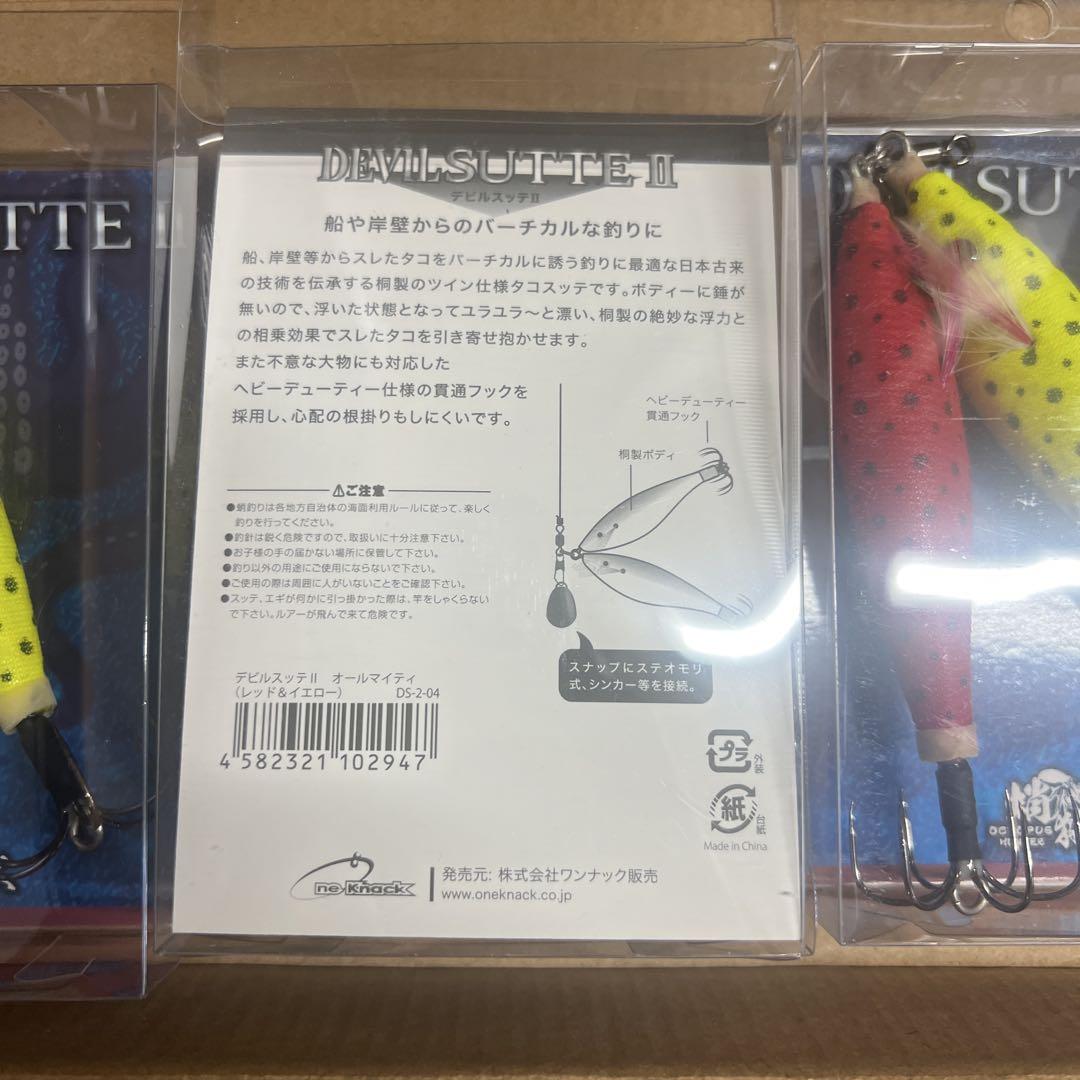 TTE II
DEVIL SUTTE II
デビルスッテⅡ
船や岸壁からのバーチカルな釣りに
船、岸壁等からスレたタコをバーチカルに誘う釣りに最適な日本古来
の技術を伝承する桐製のツイン仕様タコスッテです。ボディーに錘が
無いので、浮いた状態となってユラユラ〜と漂い、桐製の絶妙な浮力と
の相乗効果でスレたタコを引き寄せ抱かせます。
また不意な大物にも対応した
ヘビーデューティー仕様の貫通フックを
採用し、心配の根掛りもしにくいです。
ヘビーデューティー
貫通フック
桐製ボディ
⚠ご注意
●蛸釣りは各地方自治体の海面利用ルールに従って、楽しく
釣りを行ってください。
●釣針は鋭く危険ですので、取扱いに十分注意下さい。
●お子様の手の届かない場所に保管して下さい。
●釣り以外の用途にご使用にならないで下さい。
●ご使用の際は周囲に人がいないことをご確認下さい。
●スッテ、エギが何かに引っ掛かった際は、竿をしゃくらない
で下さい。ルアーが飛んで来て危険です。
スナップにステオモリ
式、シンカー等を接続。
デビルスッテⅡ オールマイティ
(レッド&イエロー) DS-2-04
4 582321 102947
プラ
外装
紙
台紙
Made in China
ne-Knack
発売元: 株式会社ワンナック販売
www.oneknack.co.jp
DEVIL SU
OCTOPUS
HUNTER